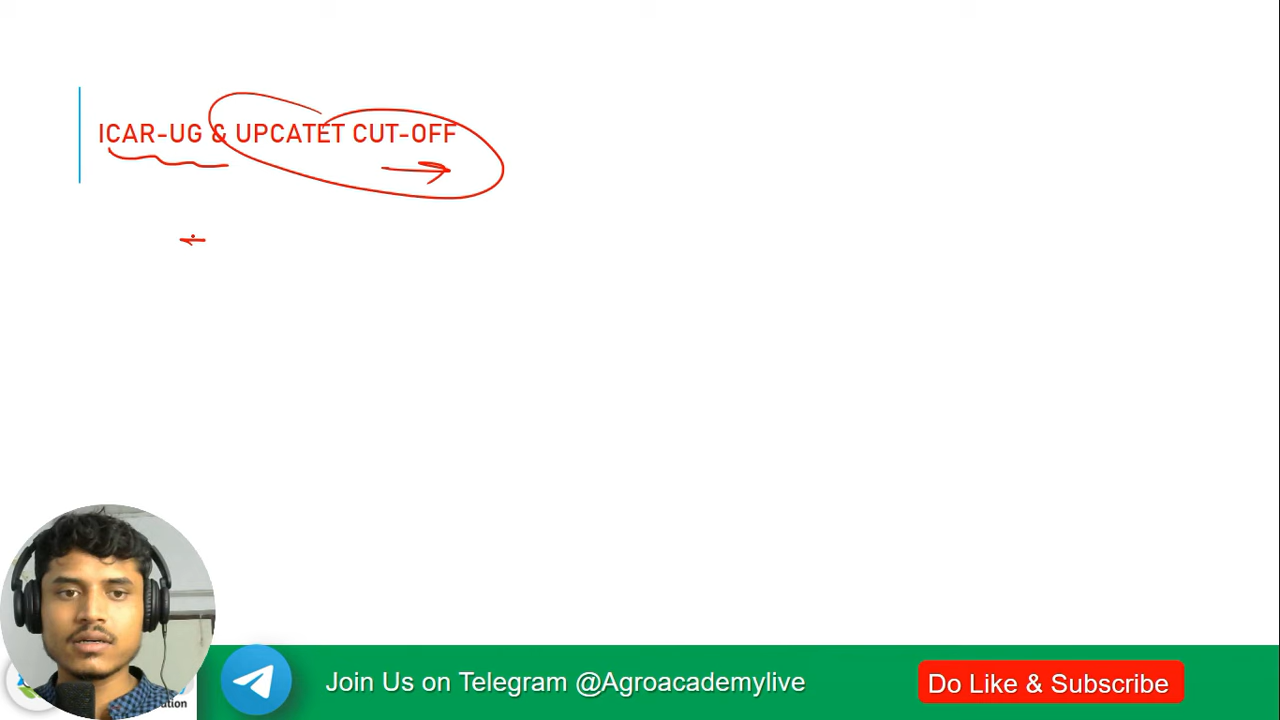 ICAR-UG & UPCATET CUT-OFF
Join Us on Telegram @Agroacademylive
Do Like & Subscribe